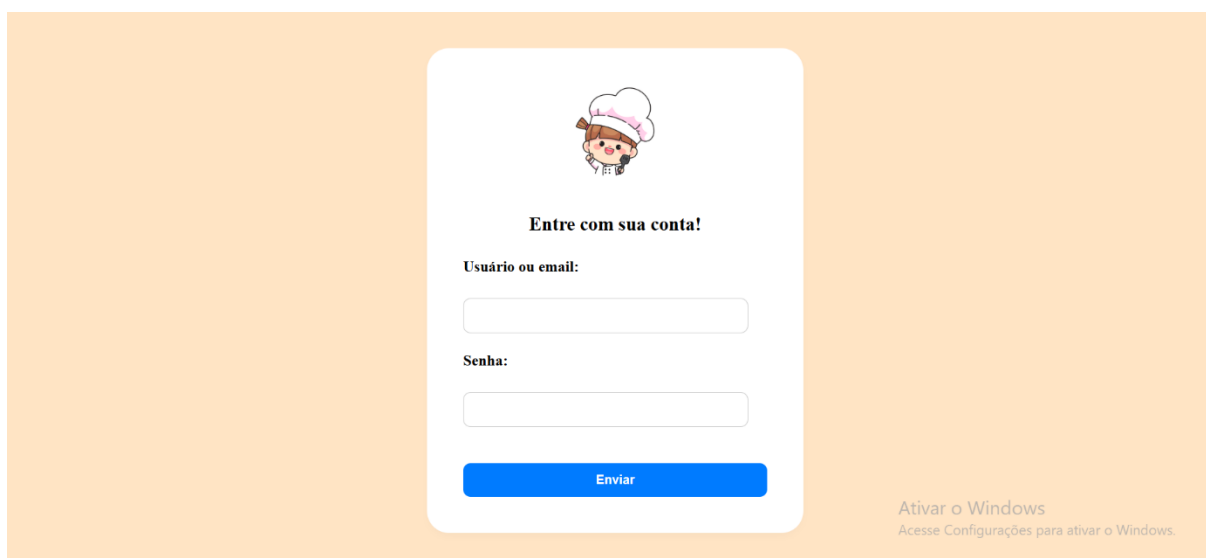 Entre com sua conta!
Usuário ou email:
Senha:
Enviar
Ativar o Windows
Acesse Configurações para ativar o Windows.